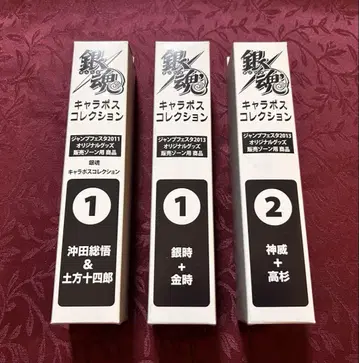 銀魂
キャラポス
コレクション
ジャンプフェスタ2011
オリジナルグッズ
販売ゾーン用 商品
銀魂
キャラポスコレクション
1
沖田総悟
&
土方十四郎
銀魂
キャラポス
コレクション
ジャンプフェスタ2013
オリジナルグッズ
販売ゾーン用 商品
1
銀時
+
金時
銀魂
キャラポス
コレクション
ジャンプフェスタ2013
オリジナルグッズ
販売ゾーン用 商品
2
神威
+
高杉